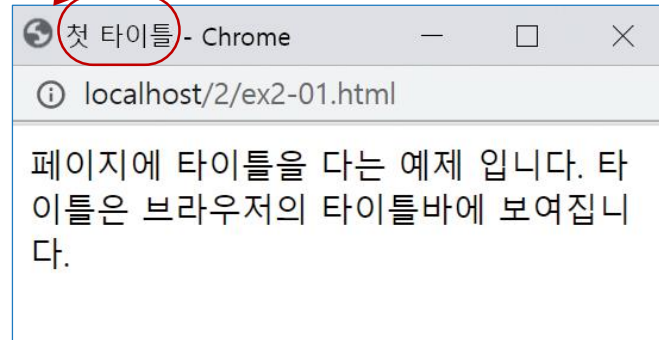 첫 타이틀 - Chrome
localhost/2/ex2-01.html
페이지에 타이틀을 다는 예제 입니다. 타
이틀은 브라우저의 타이틀바에 보여집니
다.